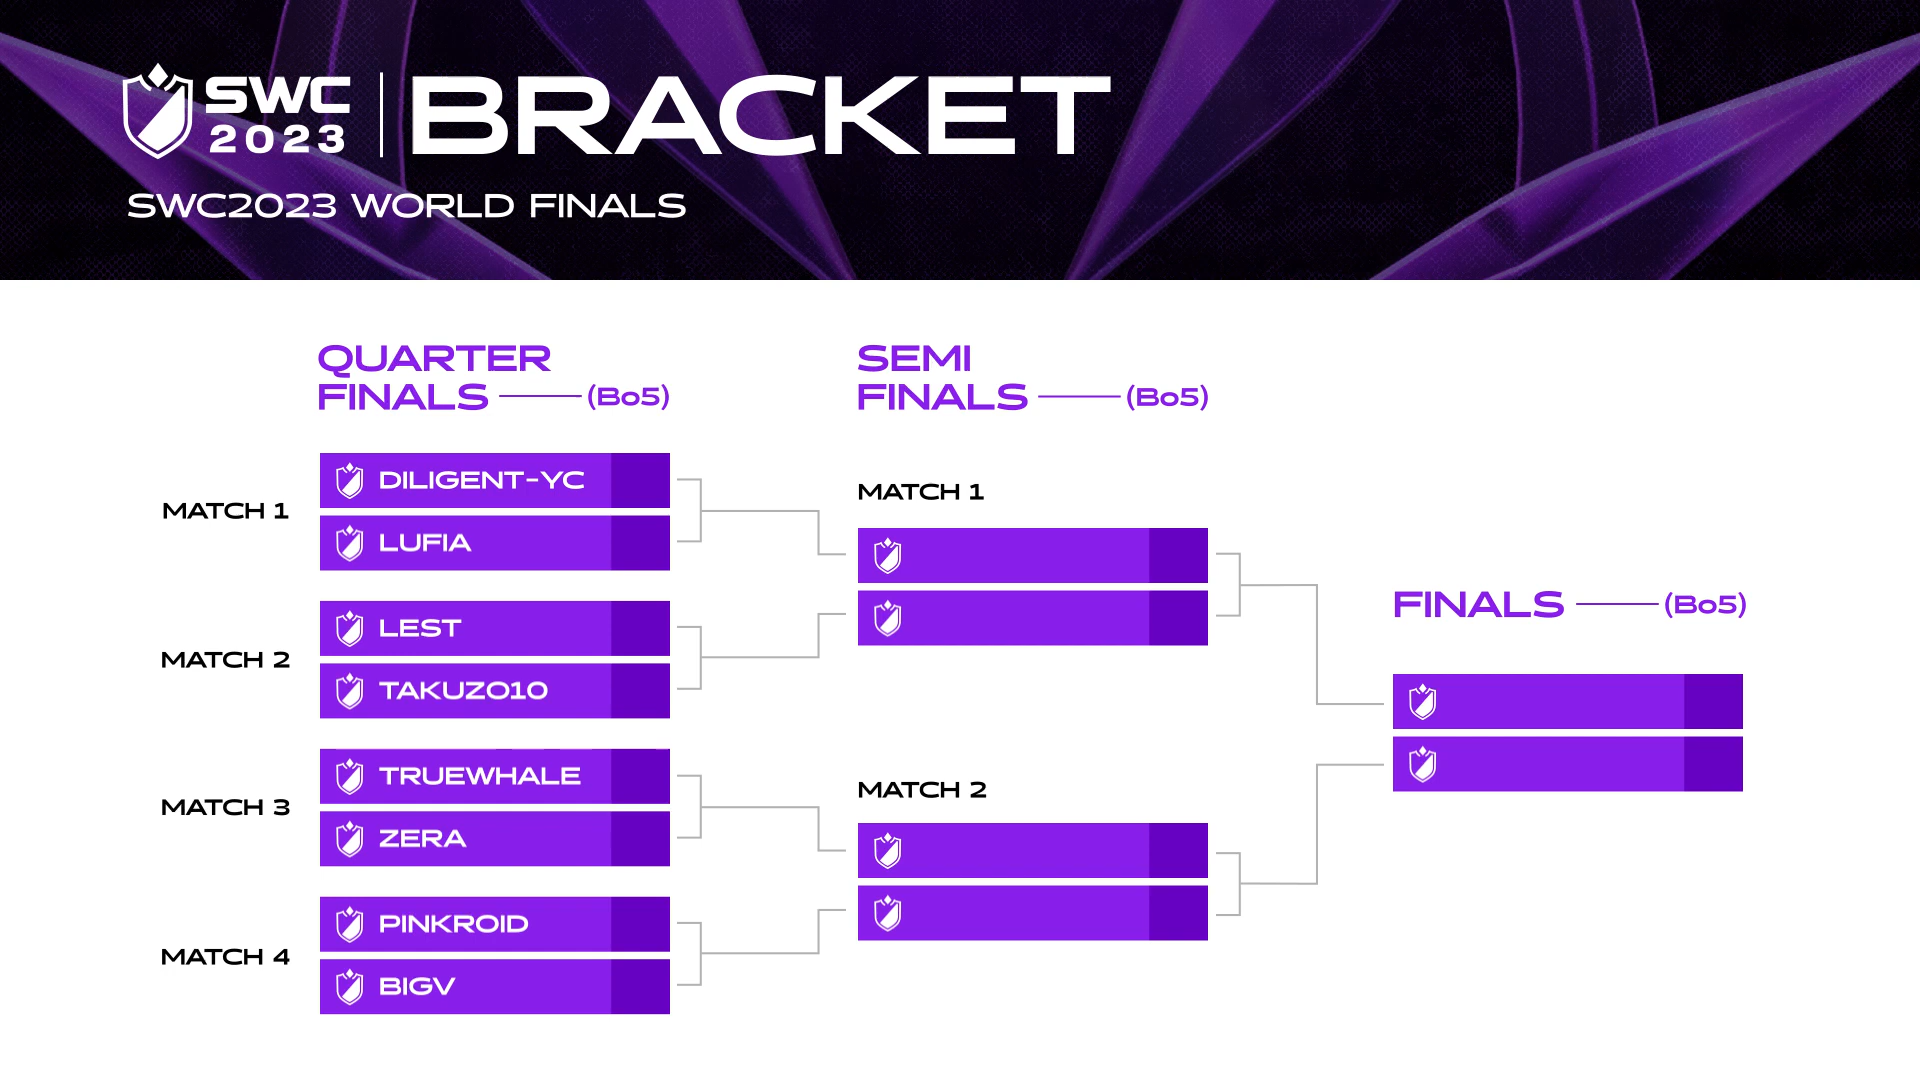 SWC
2023
BRACKET
SWC2023 WORLD FINALS
QUARTER
FINALS (Bo5)
MATCH 1
DILIGENT-YC
LUFIA
MATCH 2
LEST
TAKUZO10
MATCH 3
TRUEWHALE
ZERA
MATCH 4
PINKROID
BIGV
SEMI
FINALS (Bo5)
MATCH 1
MATCH 2
FINALS (Bo5)